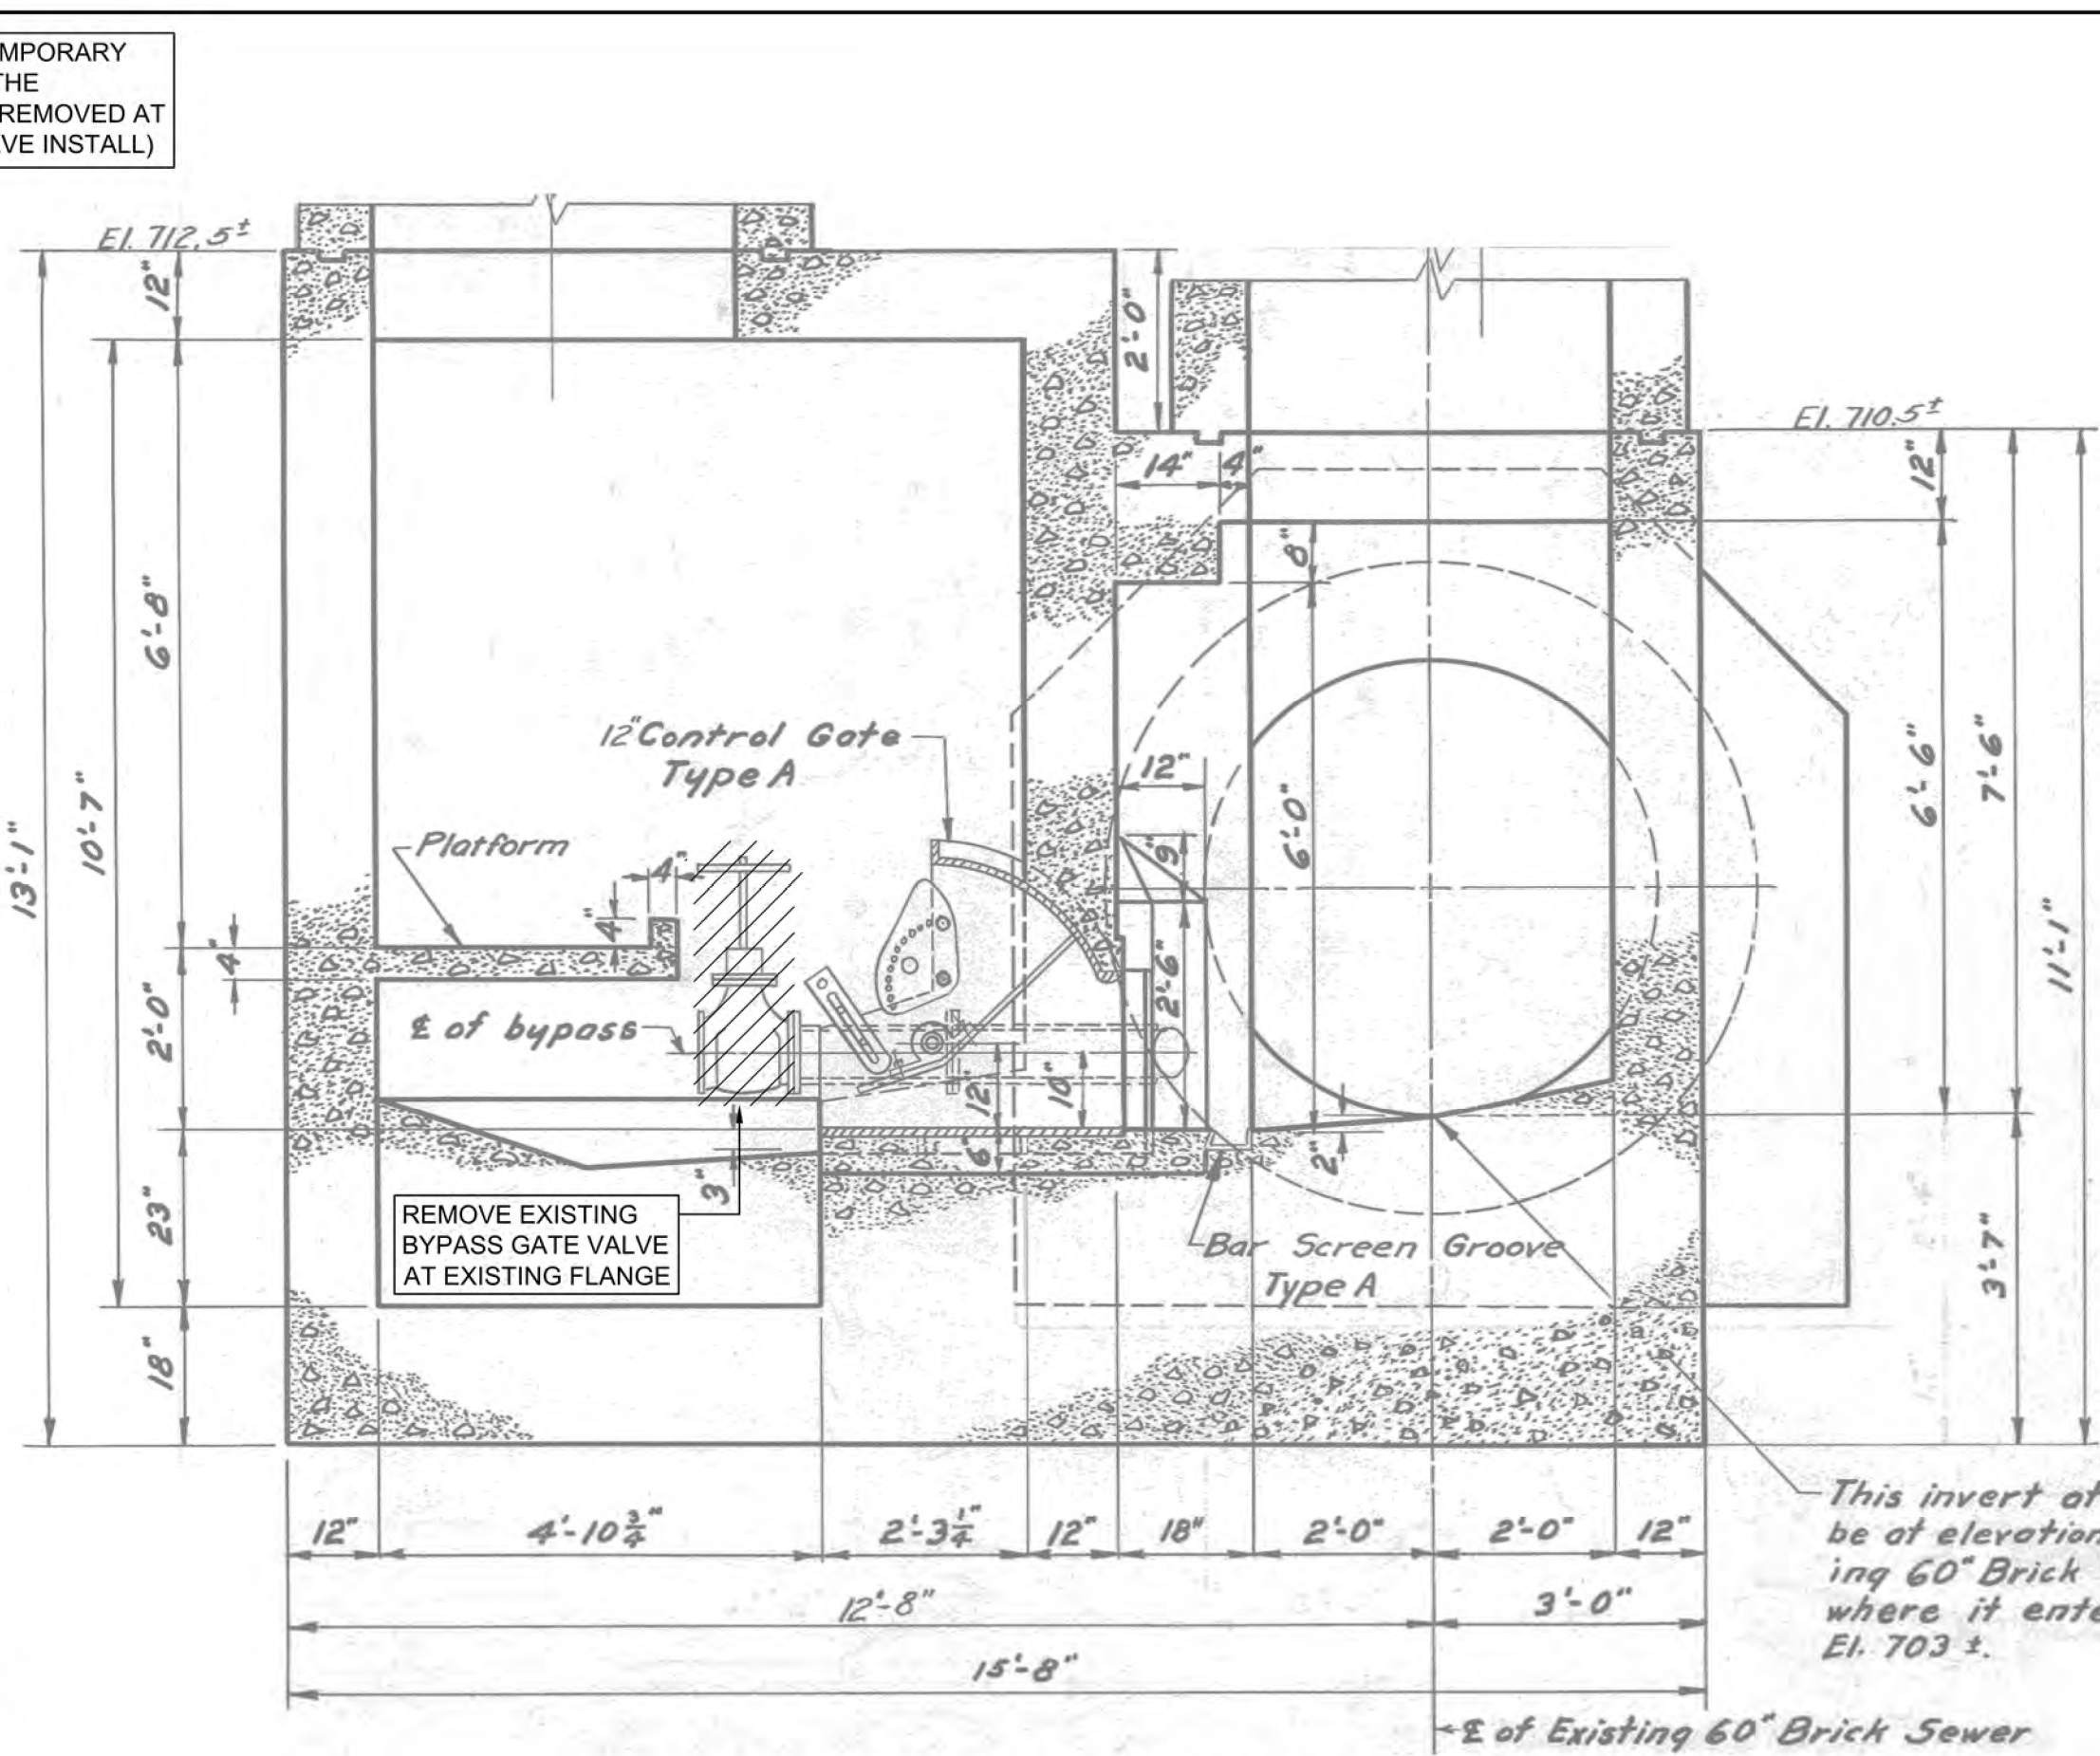 MPORARY
THE
REMOVED AT
VE INSTALL)
El. 712.5±
12"
2'-0"
El. 710.5±
14"
4"
12"
8"
6'-8"
12" Control Gate
Type A
12"
6'-6"
7'-6"
10'-7"
13'-1"
Platform
4"
4"
9"
6'-0"
4"
2'-6"
11'-1"
2'-0"
℄ of bypass
12"
10"
6"
3"
2"
23"
REMOVE EXISTING
BYPASS GATE VALVE
AT EXISTING FLANGE
Bar Screen Groove
Type A
3'-7"
18"
12"
4'-10 3/4"
2'-3 1/4"
12"
18"
2'-0"
2'-0"
12"
This invert
be at elevation
ing 60" Brick
where it ente
El. 703 ±.
12'-8"
3'-0"
15'-8"
℄ of Existing 60" Brick Sewer